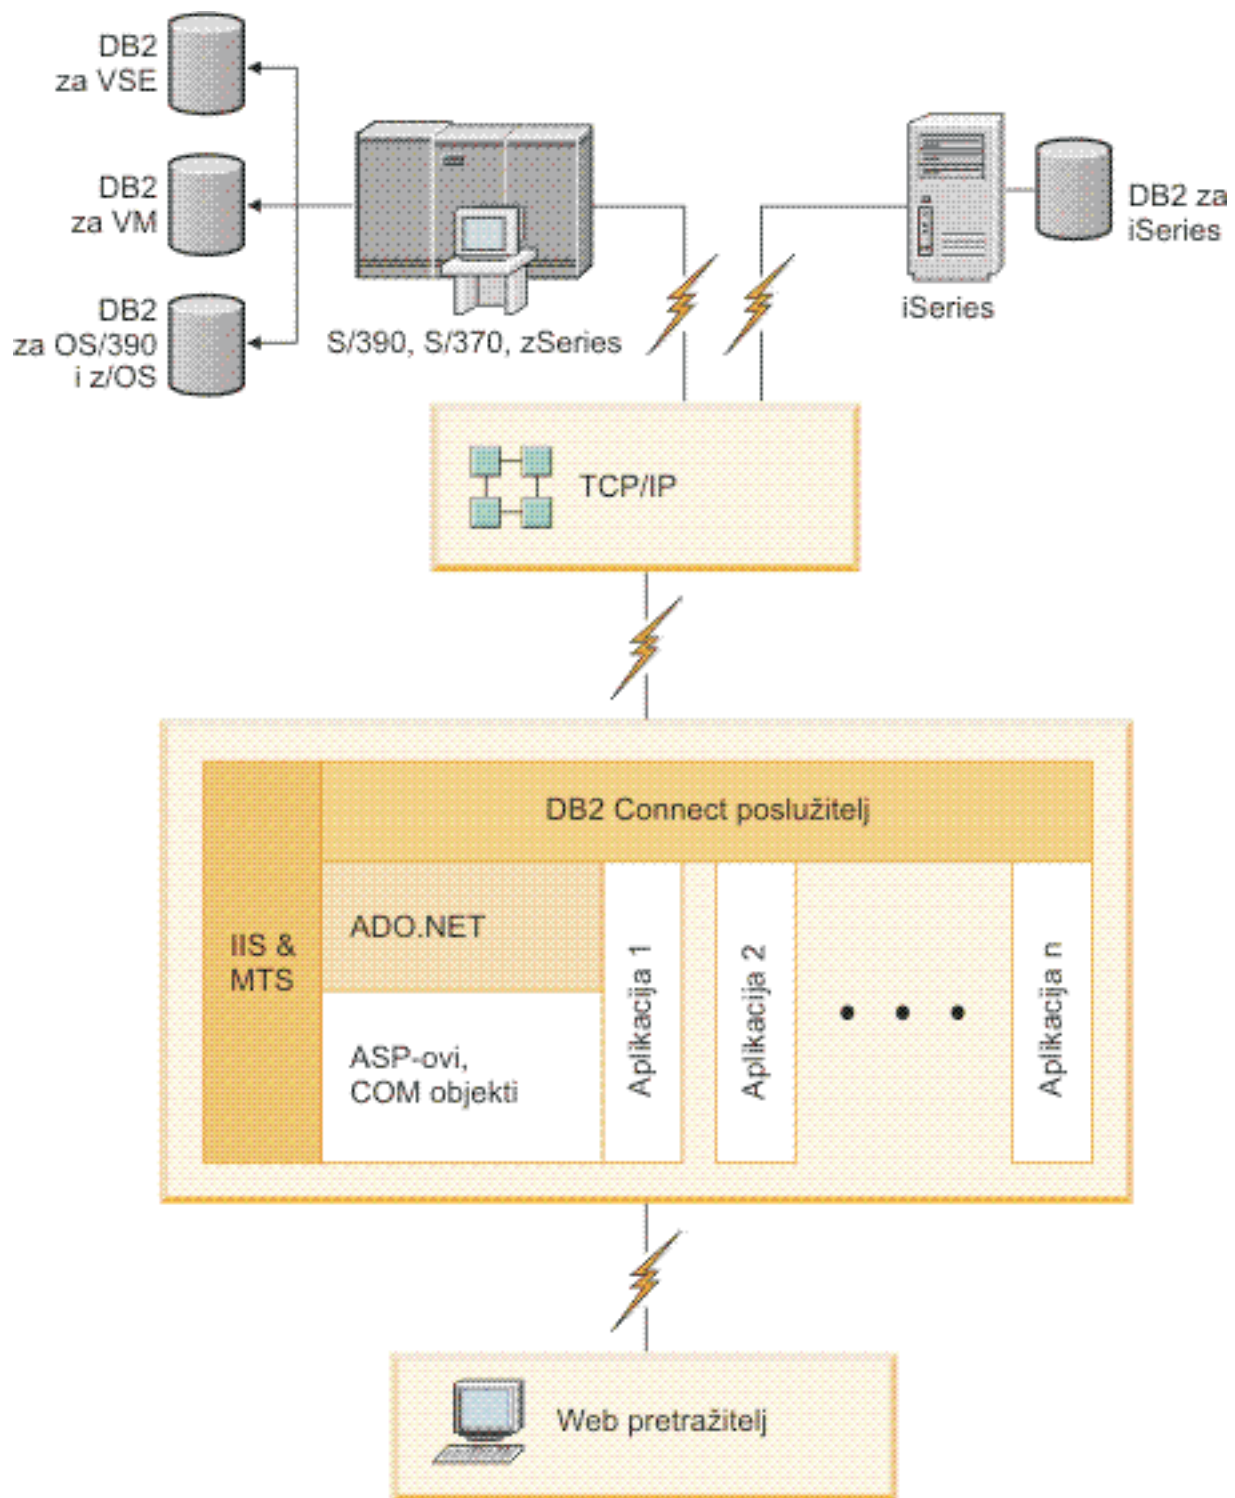 DB2
za VSE
DB2
za VM
DB2
za OS/390
i z/OS
S/390, S/370, zSeries
iSeries
DB2 za
iSeries
TCP/IP
DB2 Connect poslužitelj
IIS &
MTS
ADO.NET
ASP-ovi,
COM objekti
Aplikacija 1
Aplikacija 2
Aplikacija n
Web pretražitelj